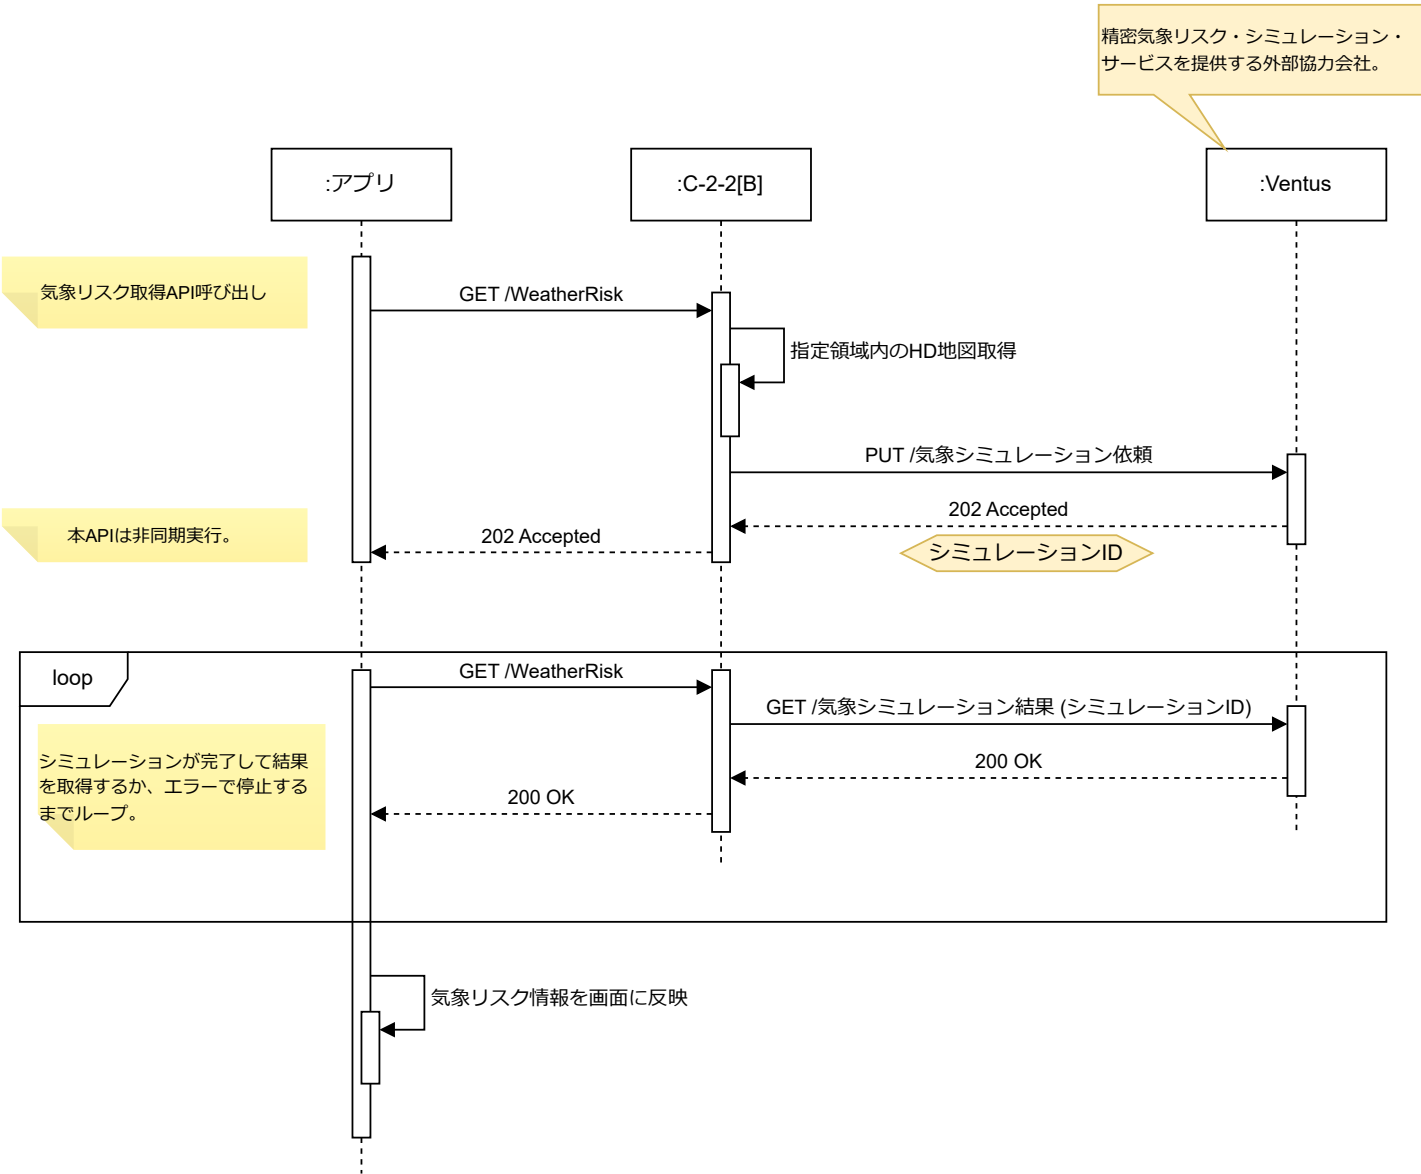 精密気象リスク・シミュレーション・
サービスを提供する外部協力会社。
:アプリ
:C-2-2[B]
:Ventus
気象リスク取得API呼び出し
GET /WeatherRisk
指定領域内のHD地図取得
PUT /気象シミュレーション依頼
202 Accepted
本APIは非同期実行。
202 Accepted
シミュレーションID
loop
GET /WeatherRisk
GET /気象シミュレーション結果 (シミュレーションID)
シミュレーションが完了して結果
を取得するか、エラーで停止する
までループ。
200 OK
200 OK
気象リスク情報を画面に反映